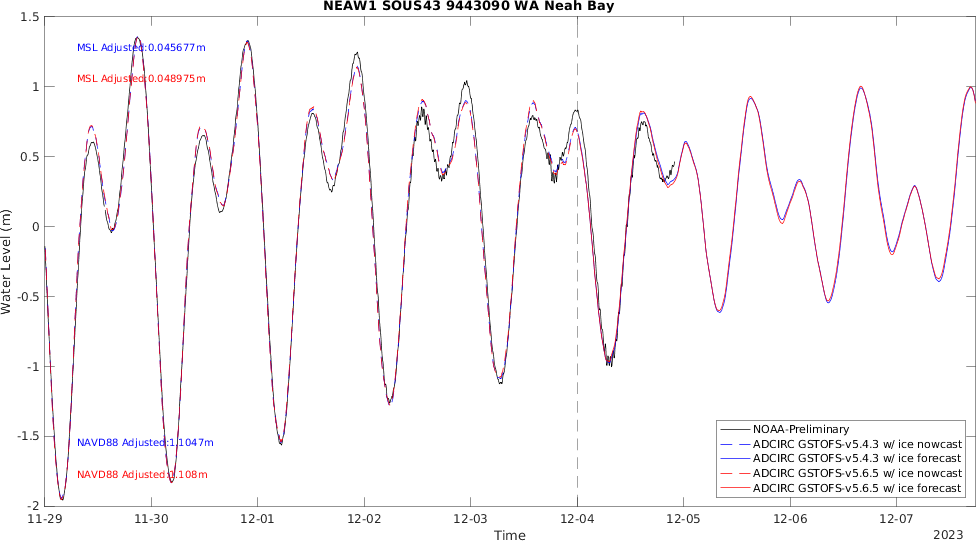 NEAW1 SOUS43 9443090 WA Neah Bay
1.5
1
0.5
0
-0.5
-1
-1.5
-2
Water Level (m)
MSL Adjusted:0.045677m
MSL Adjusted:0.048975m
NAVD88 Adjusted:1.1047m
NAVD88 Adjusted:1.108m
NOAA-Preliminary
ADCIRC GSTOFS-v5.4.3 w/ ice nowcast
ADCIRC GSTOFS-v5.4.3 w/ ice forecast
ADCIRC GSTOFS-v5.6.5 w/ ice nowcast
ADCIRC GSTOFS-v5.6.5 w/ ice forecast
11-29 11-30 12-01 12-02 12-03 12-04 12-05 12-06 12-07
Time
2023